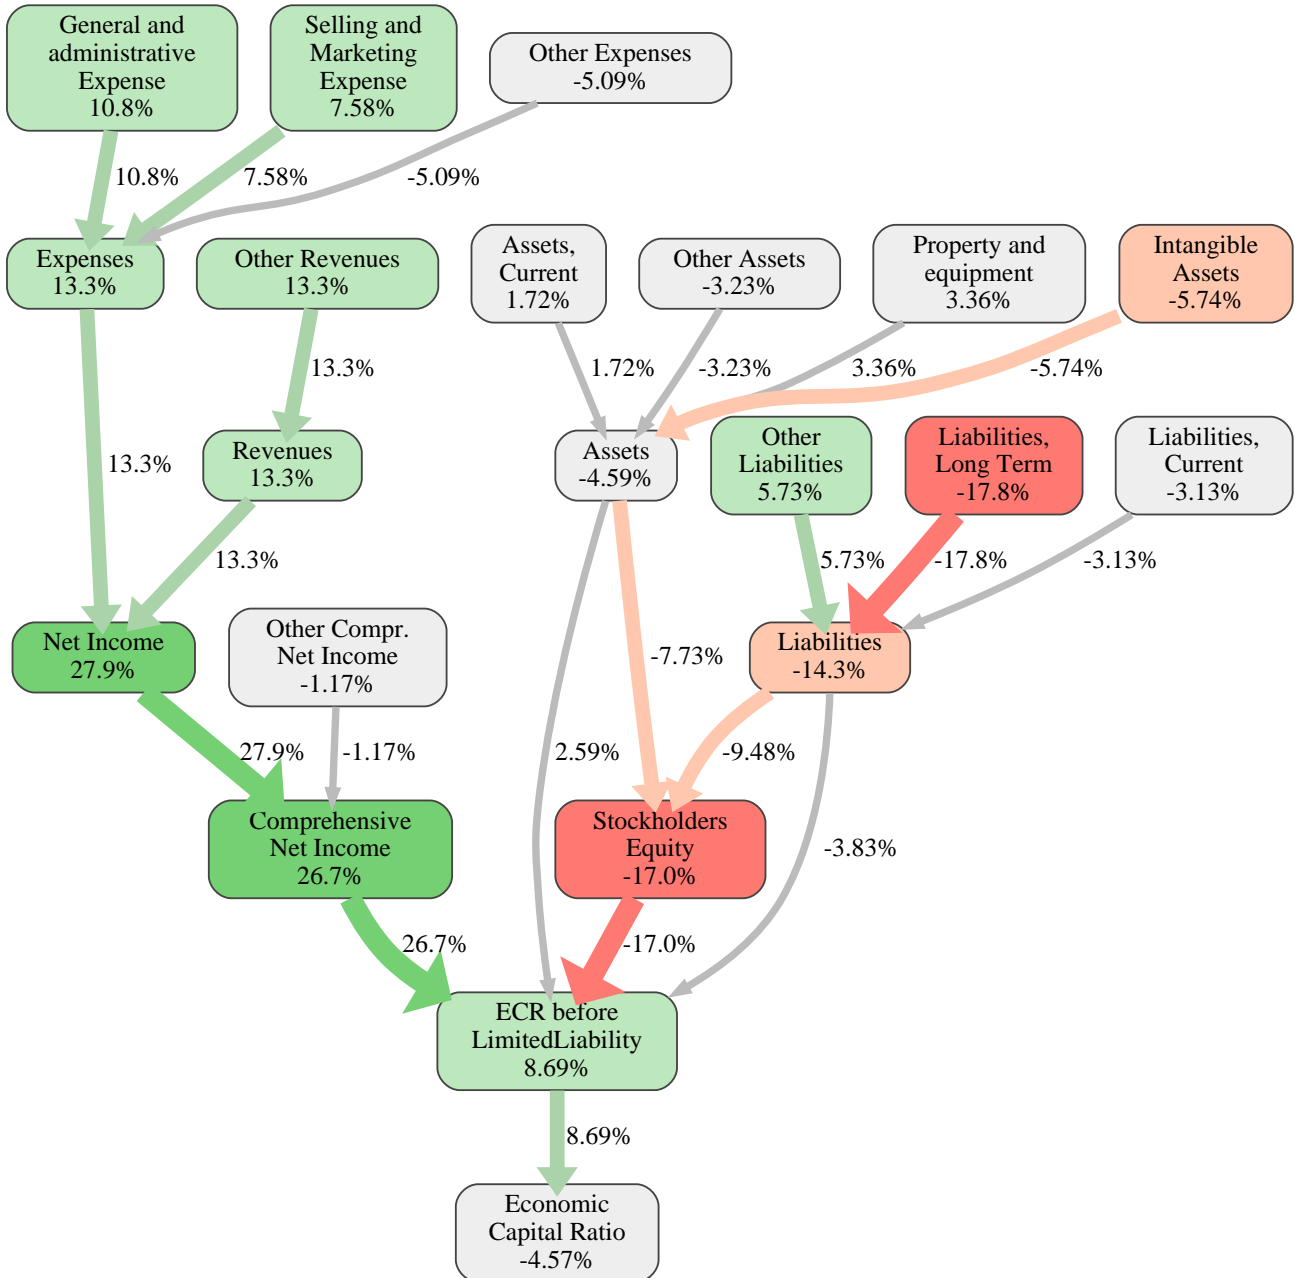 General and
administrative
Expense
10.8%
Selling and
Marketing
Expense
7.58%
Other Expenses
-5.09%
10.8%
7.58%
-5.09%
Expenses
13.3%
Other Revenues
13.3%
Assets,
Current
1.72%
Other Assets
-3.23%
Property and
equipment
3.36%
Intangible
Assets
-5.74%
13.3%
1.72%
-3.23%
3.36%
-5.74%
13.3%
Revenues
13.3%
Assets
-4.59%
Other
Liabilities
5.73%
Liabilities,
Long Term
-17.8%
Liabilities,
Current
-3.13%
13.3%
5.73%
-17.8%
-3.13%
Net Income
27.9%
Other Compr.
Net Income
-1.17%
-7.73%
Liabilities
-14.3%
27.9%
-1.17%
2.59%
-9.48%
Comprehensive
Net Income
26.7%
Stockholders
Equity
-17.0%
-3.83%
26.7%
-17.0%
ECR before
LimitedLiability
8.69%
8.69%
Economic
Capital Ratio
-4.57%